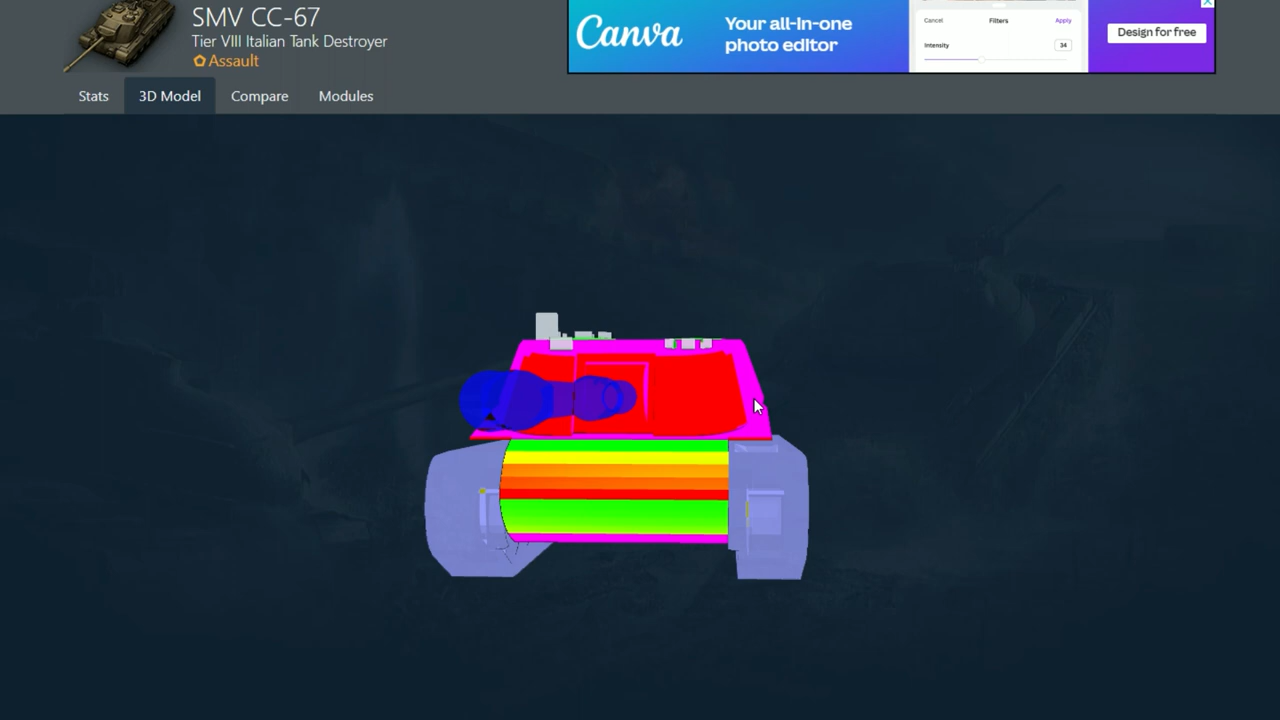 SMV CC-67
Tier VIII Italian Tank Destroyer
Assault
Canva
Your all-in-one
photo editor
Cancel
Filters
Apply
Intensity
34
Design for free
Stats
3D Model
Compare
Modules